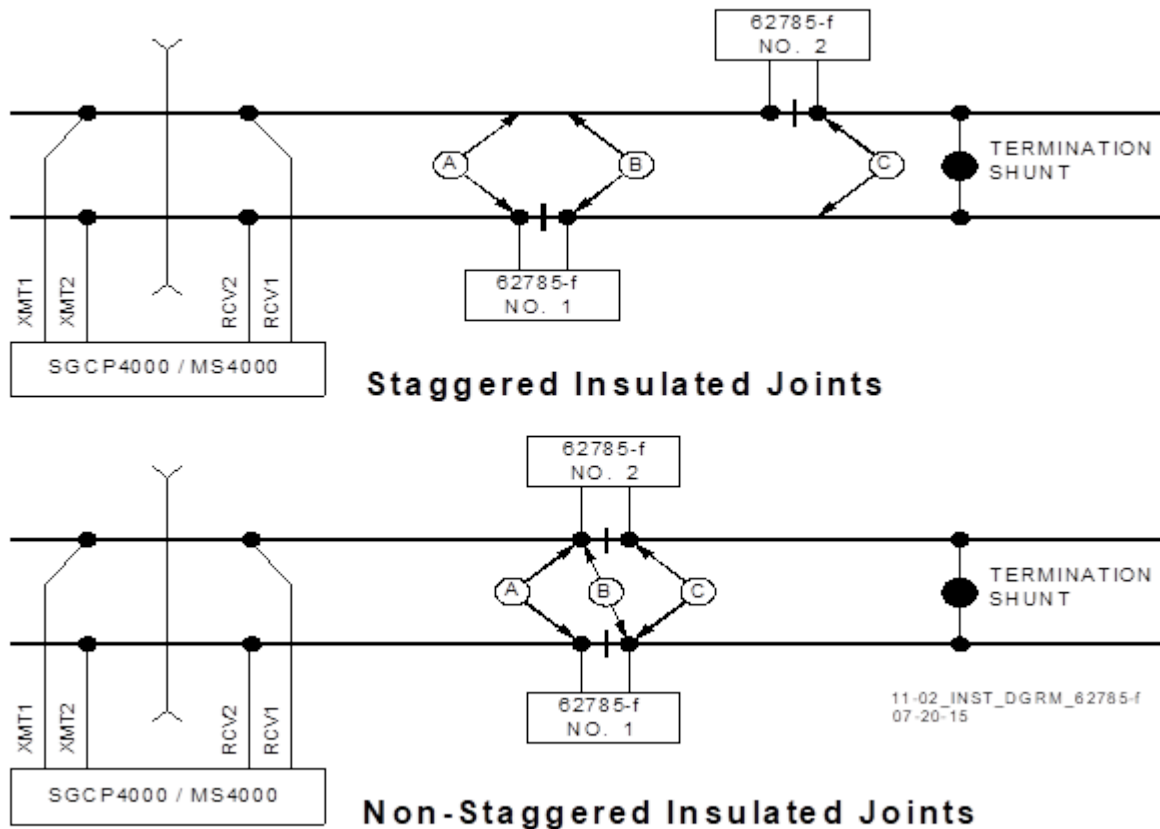 62785-f
NO. 2
A
B
C
TERMINATION
SHUNT
XMT1
XMT2
RCV2
RCV1
62785-f
NO. 1
SGCP4000 / MS4000
Staggered Insulated Joints
62785-f
NO. 2
A
B
C
TERMINATION
SHUNT
XMT1
XMT2
RCV2
RCV1
62785-f
NO. 1
11-02_INST_DGRM_62785-f
07-20-15
SGCP4000 / MS4000
Non-Staggered Insulated Joints